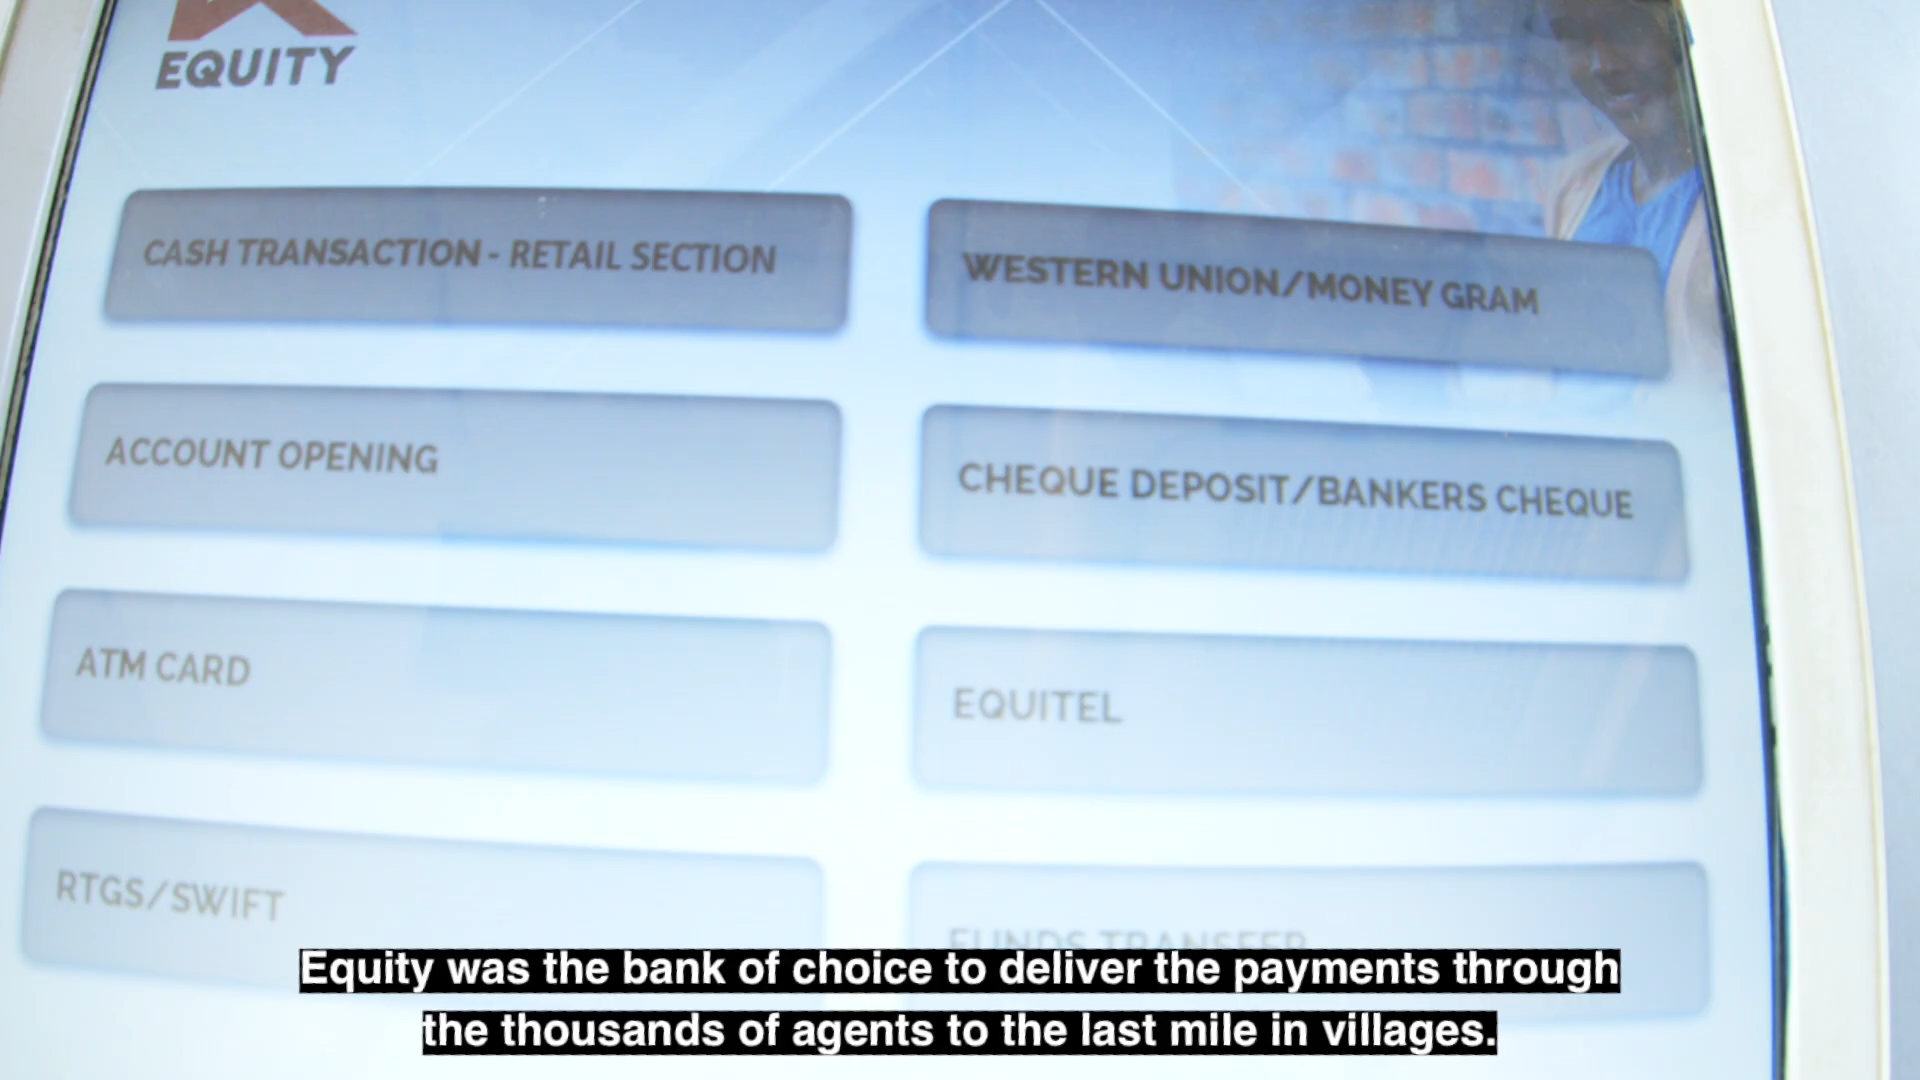 EQUITY
CASH TRANSACTION - RETAIL SECTION
WESTERN UNION/MONEY GRAM
ACCOUNT OPENING
CHEQUE DEPOSIT/BANKERS CHEQUE
ATM CARD
EQUITEL
RTGS/SWIFT
FUNDS TRANSFER
Equity was the bank of choice to deliver the payments through
the thousands of agents to the last mile in villages.